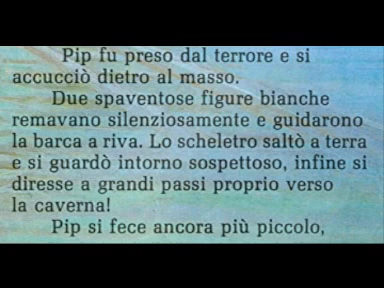 Pip fu preso dal terrore e si
accucciò dietro al masso.
Due spaventose figure bianche
remavano silenziosamente e guidarono
la barca a riva. Lo scheletro saltò a terra
e si guardò intorno sospettoso, infine si
diresse a grandi passi proprio verso
la caverna!
Pip si fece ancora più piccolo,